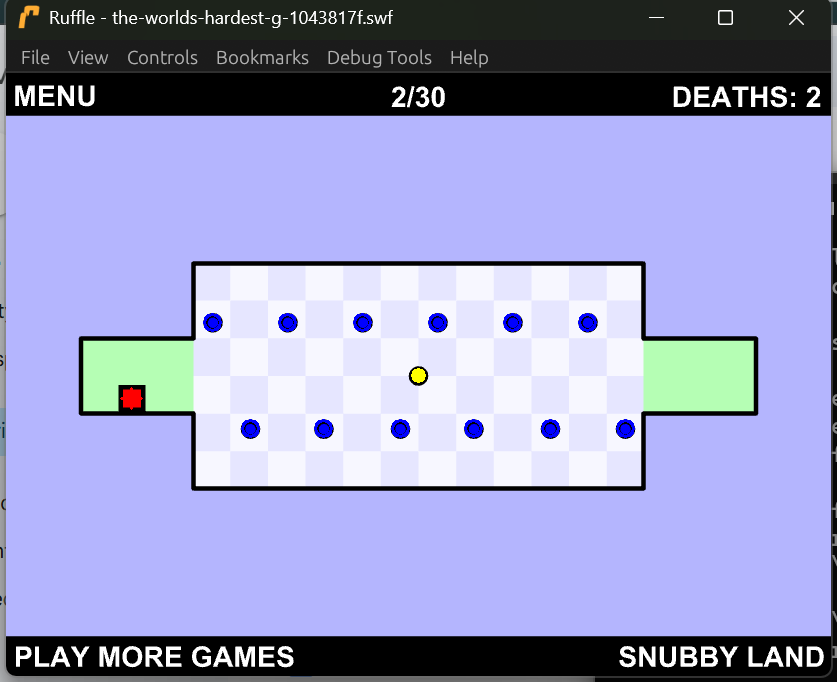 Ruffle - the-worlds-hardest-g-1043817f.swf
File View Controls Bookmarks Debug Tools Help
MENU 2/30 DEATHS: 2
PLAY MORE GAMES SNUBBY LAND